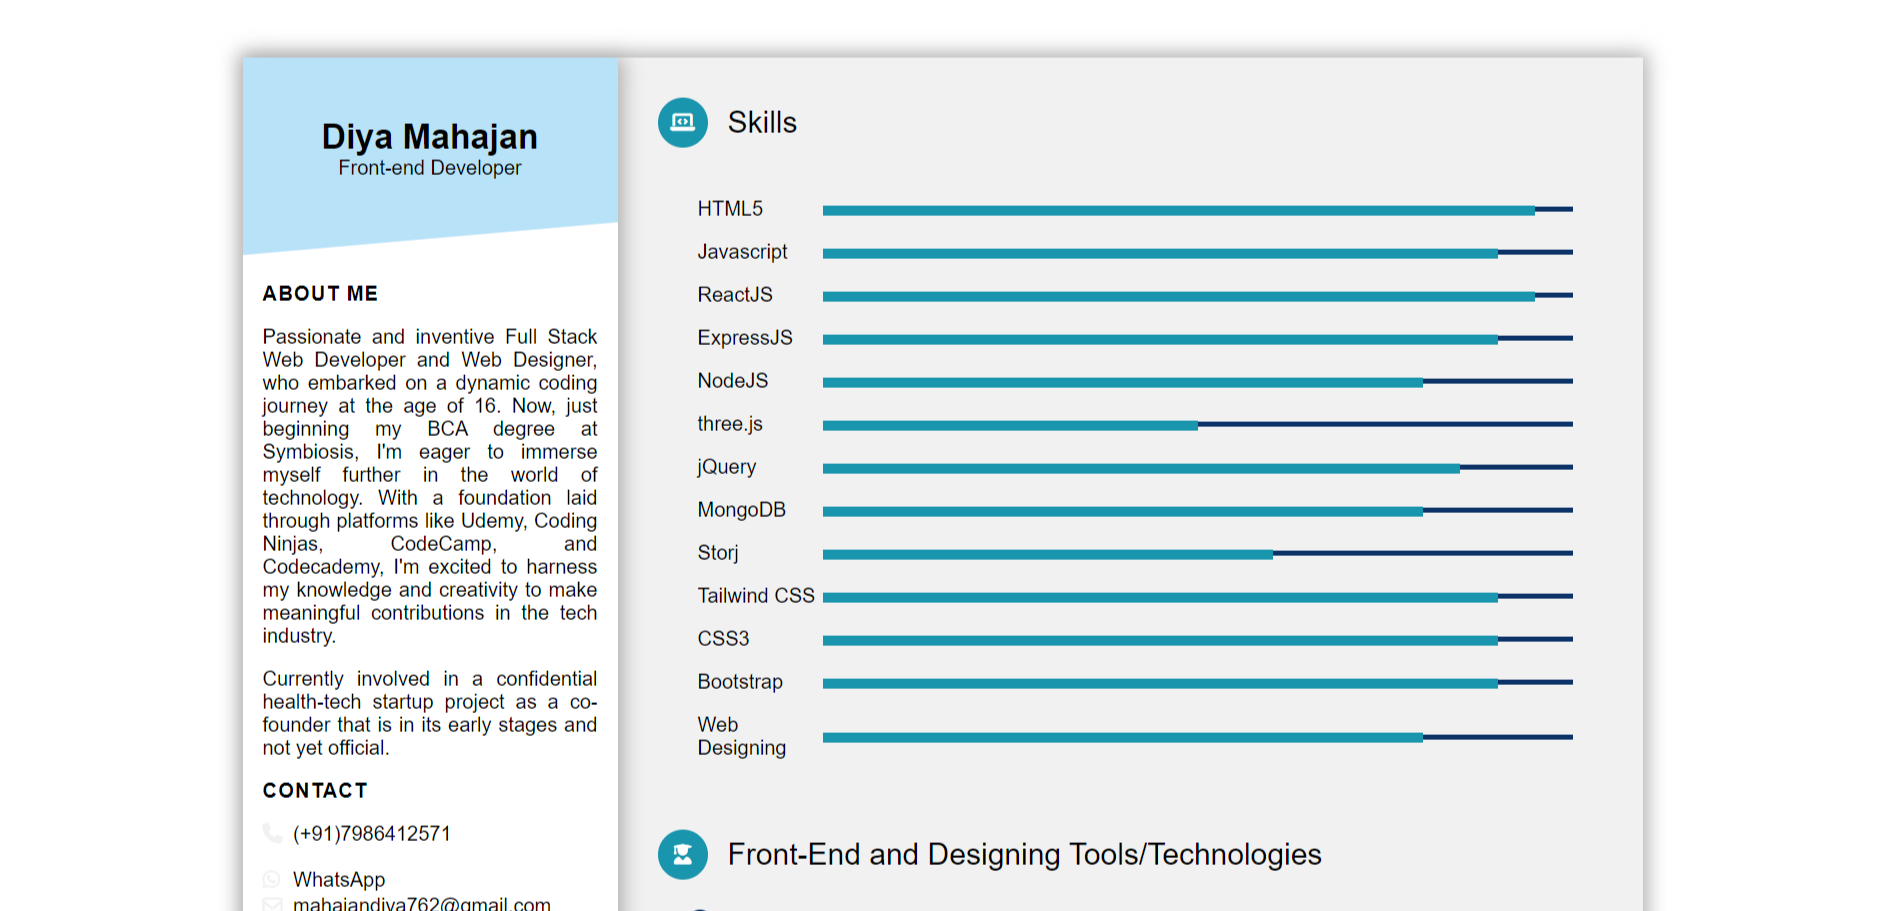 Diya Mahajan
Front-end Developer
ABOUT ME
Passionate and inventive Full Stack
Web Developer and Web Designer,
who embarked on a dynamic coding
journey at the age of 16. Now, just
beginning my BCA degree at
Symbiosis, I'm eager to immerse
myself further in the world of
technology. With a foundation laid
through platforms like Udemy, Coding
Ninjas, CodeCamp, and
Codecademy, I'm excited to harness
my knowledge and creativity to make
meaningful contributions in the tech
industry.
Currently involved in a confidential
health-tech startup project as a co-
founder that is in its early stages and
not yet official.
CONTACT
(+91)7986412571
WhatsApp
mahajandiya762@gmail.com
Skills
HTML5
Javascript
ReactJS
ExpressJS
NodeJS
three.js
jQuery
MongoDB
Storj
Tailwind CSS
CSS3
Bootstrap
Web
Designing
Front-End and Designing Tools/Technologies